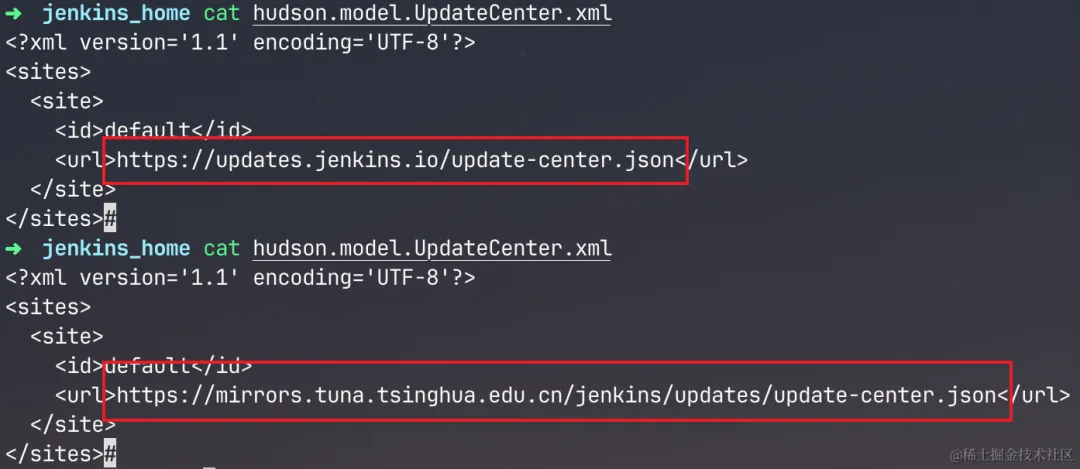 ➜ jenkins_home cat hudson.model.UpdateCenter.xml
<?xml version='1.1' encoding='UTF-8'?>
<sites>
  <site>
    <id>default</id>
    <url>https://updates.jenkins.io/update-center.json</url>
  </site>
</sites>#
➜ jenkins_home cat hudson.model.UpdateCenter.xml
<?xml version='1.1' encoding='UTF-8'?>
<sites>
  <site>
    <id>default</id>
    <url>https://mirrors.tuna.tsinghua.edu.cn/jenkins/updates/update-center.json</url>
  </site>
</sites>#
@稀土掘金技术社区